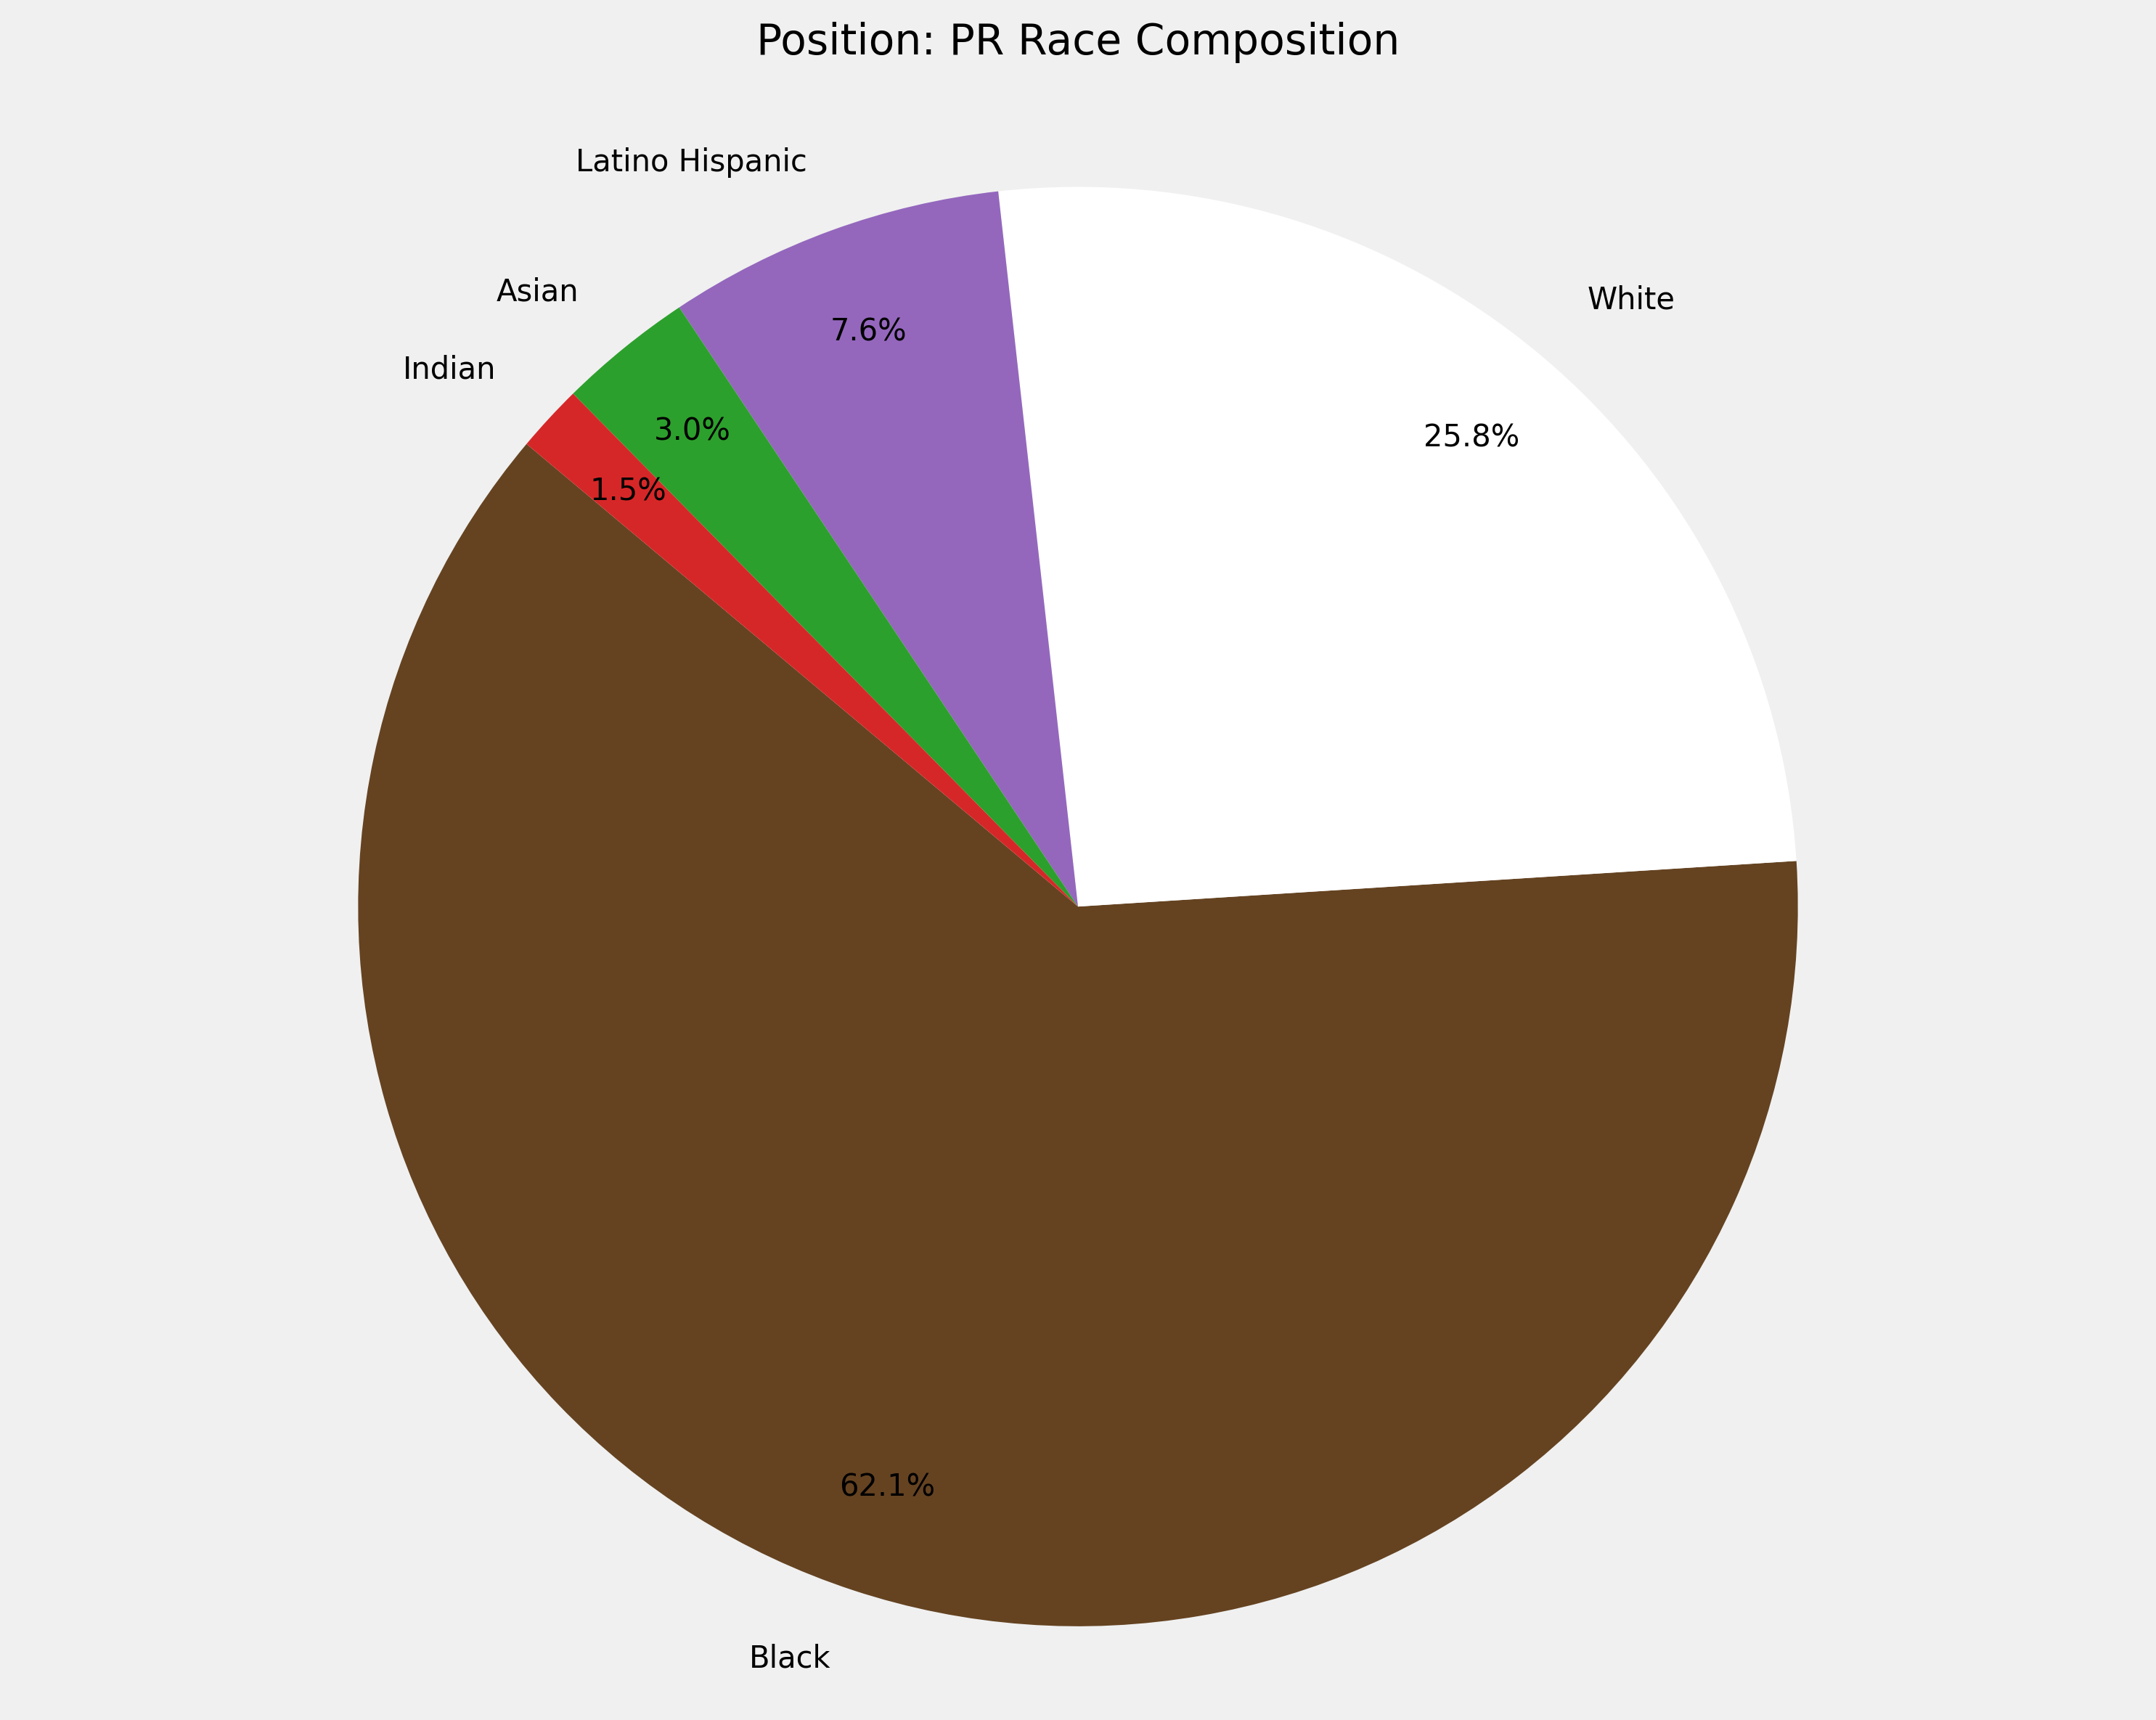 Position: PR Race Composition
Latino Hispanic
Asian
White
Indian
7.6%
3.0%
25.8%
1.5%
62.1%
Black